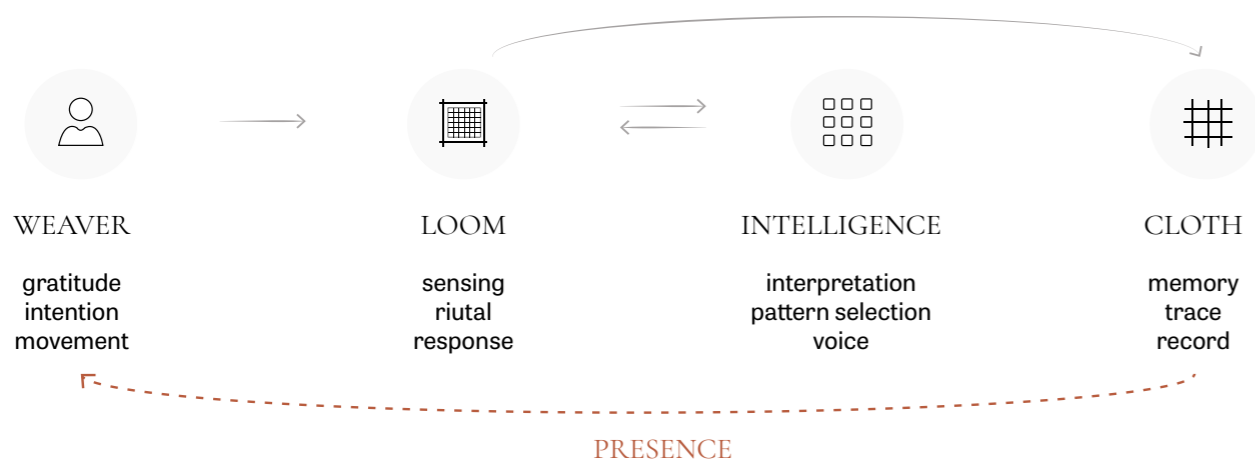 WEAVER
gratitude
intention
movement
LOOM
sensing
riutal
response
INTELLIGENCE
interpretation
pattern selection
voice
CLOTH
memory
trace
record
PRESENCE